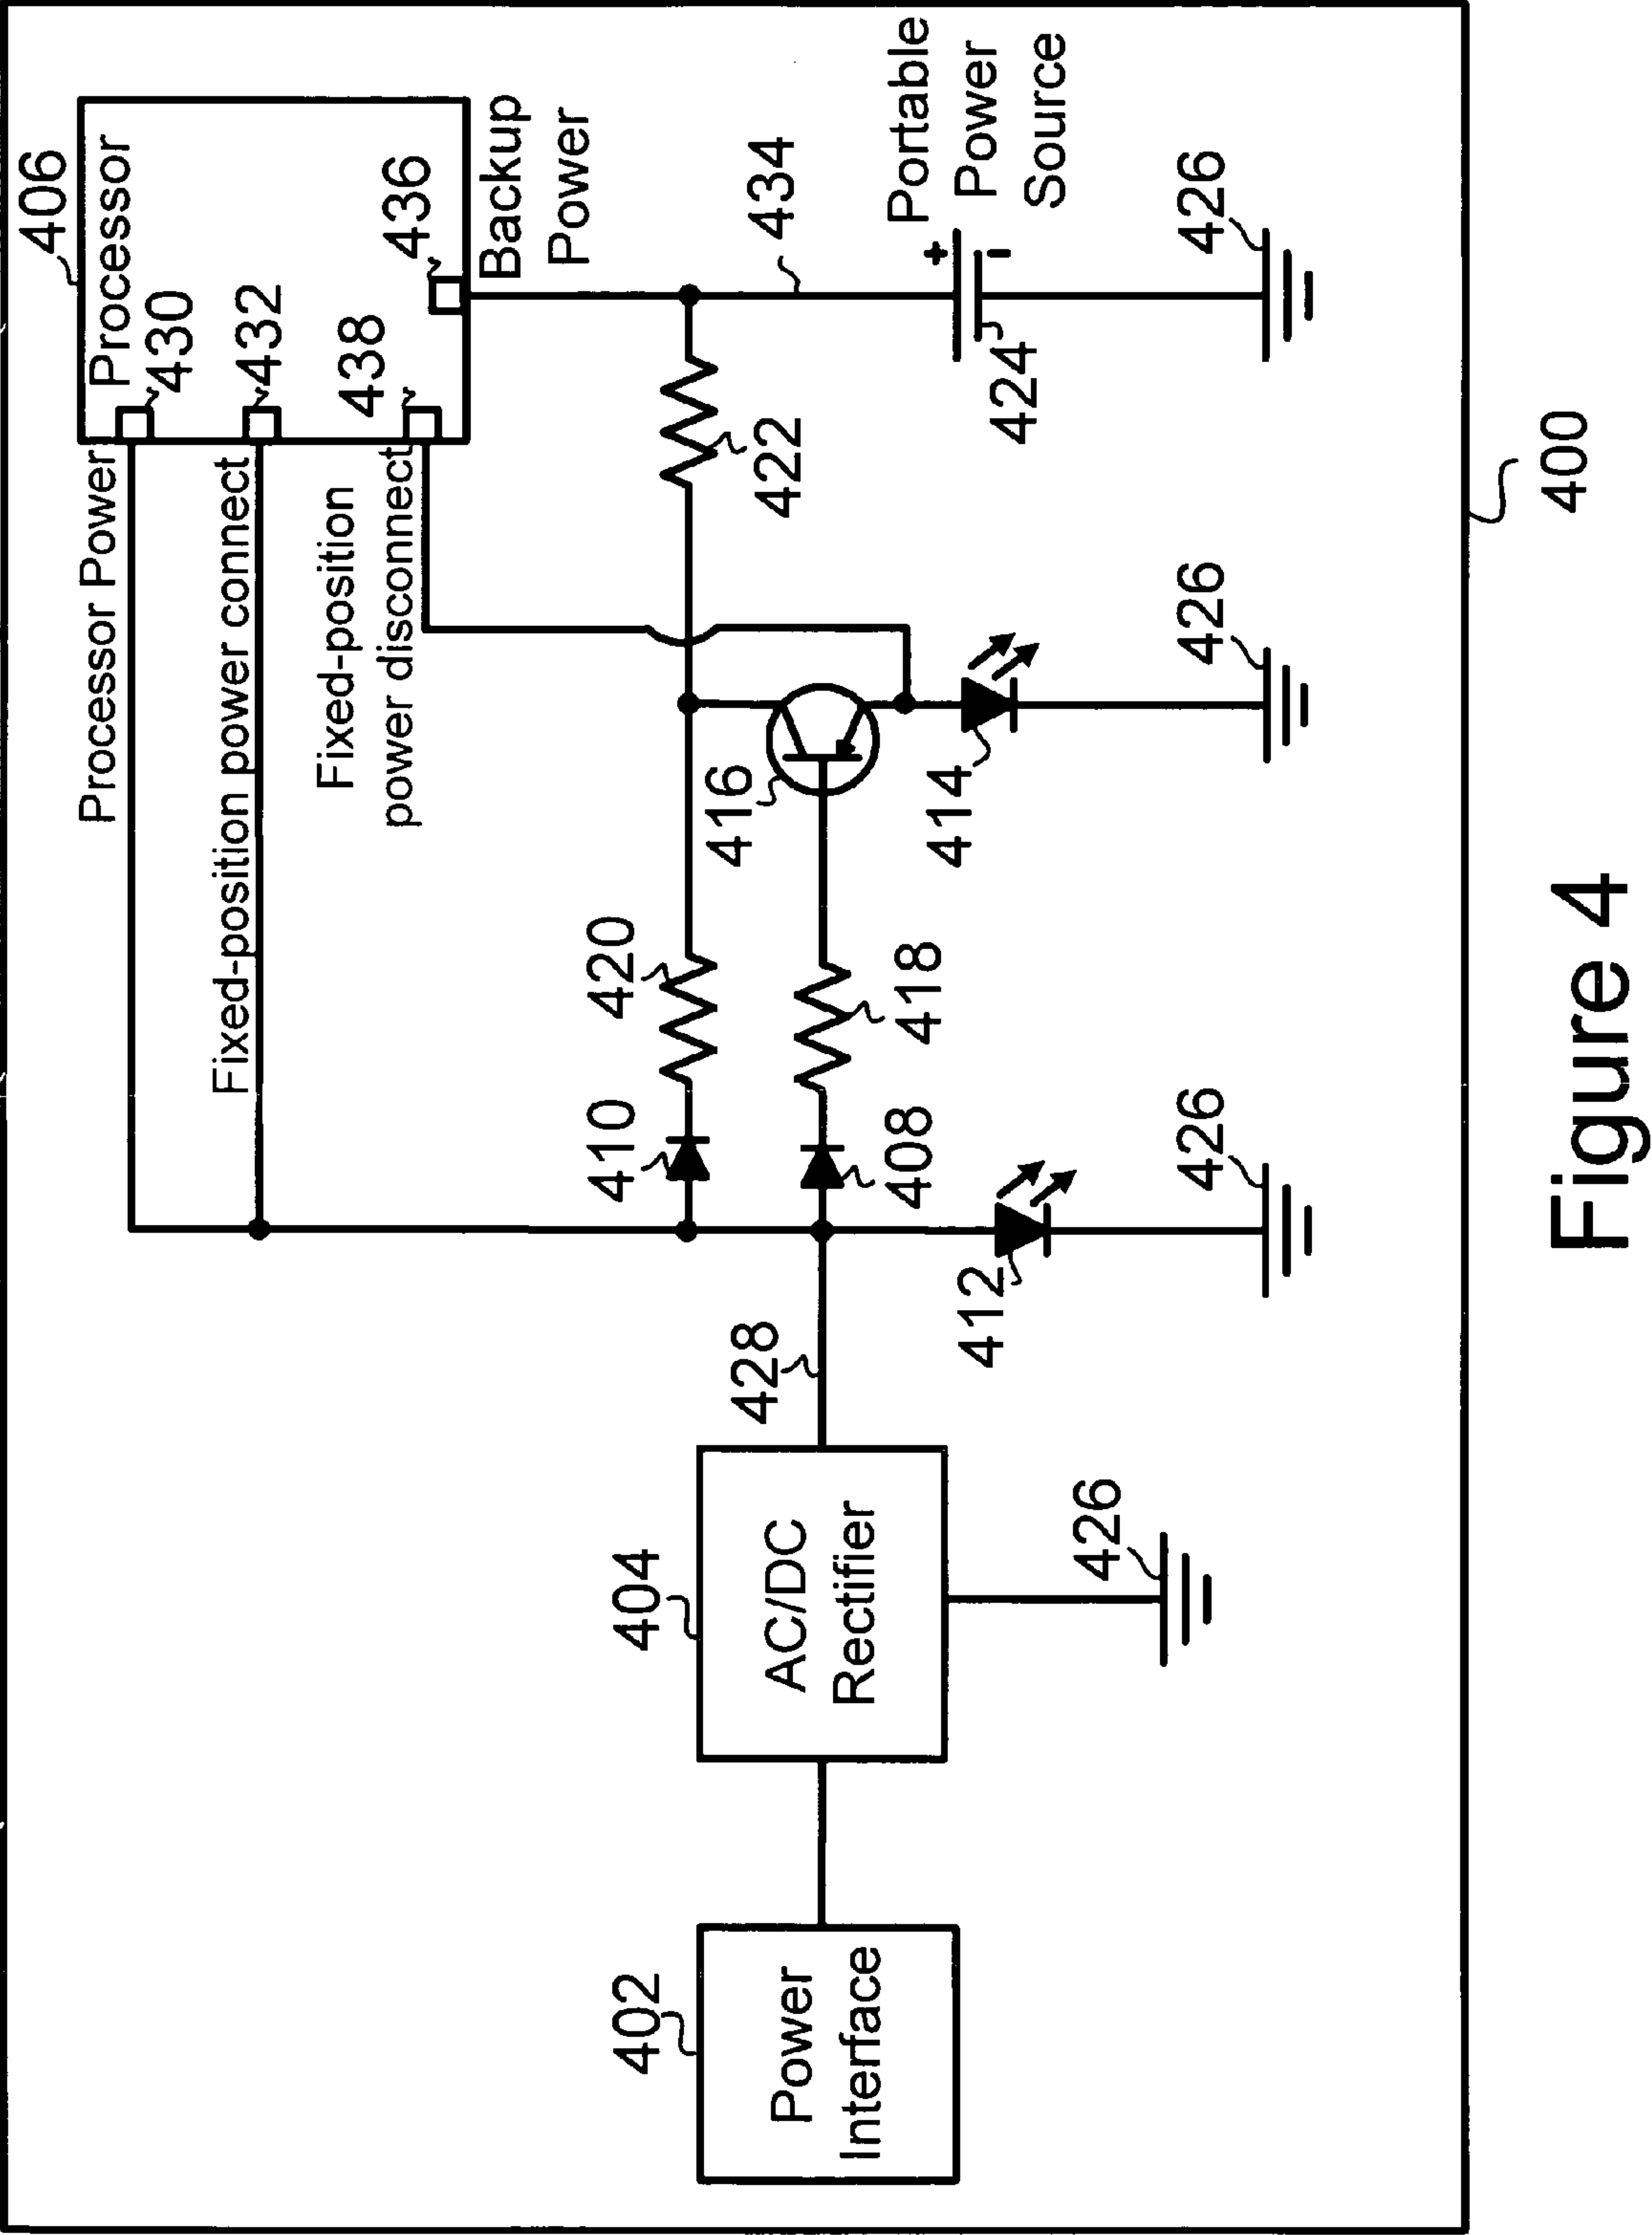 406
Processor
430
432
438
436
Processor Power
Fixed-position power connect
Fixed-position
power disconnect
Backup
Power
434
Portable
Power
Source
+
-
424
426
422
420
410
416
418
408
414
426
428
412
426
404
AC/DC
Rectifier
426
402
Power
Interface
400
Figure 4